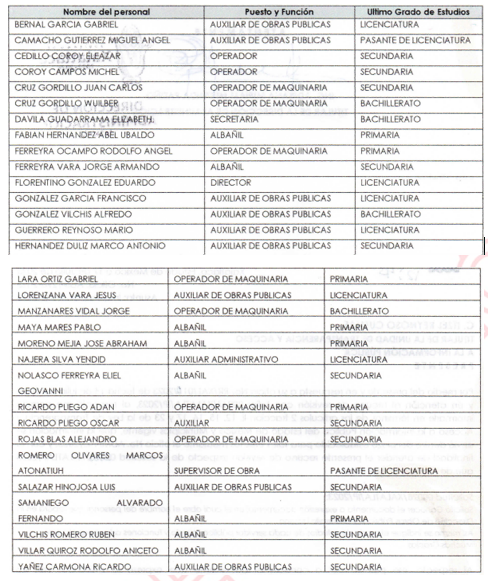 Nombre del personal Puesto y Función Ultimo Grado de Estudios
BERNAL GARCIA GABRIEL AUXILIAR DE OBRAS PUBLICAS LICENCIATURA
CAMACHO GUTIERREZ MIGUEL ANGEL AUXILIAR DE OBRAS PUBLICAS PASANTE DE LICENCIATURA
CEDILLO COROY ELEAZAR OPERADOR SECUNDARIA
COROY CAMPOS MICHEL OPERADOR SECUNDARIA
CRUZ GORDILLO JUAN CARLOS OPERADOR DE MAQUINARIA SECUNDARIA
CRUZ GORDILLO WUILBER OPERADOR DE MAQUINARIA BACHILLERATO
DAVILA GUADARRAMA ELIZABETH SECRETARIA BACHILLERATO
FABIAN HERNANDEZ ABEL UBALDO ALBAÑIL PRIMARIA
FERREYRA OCAMPO RODOLFO ANGEL OPERADOR DE MAQUINARIA PRIMARIA
FERREYRA VARA JORGE ARMANDO ALBAÑIL SECUNDARIA
FLORENTINO GONZALEZ EDUARDO DIRECTOR LICENCIATURA
GONZALEZ GARCIA FRANCISCO AUXILIAR DE OBRAS PUBLICAS LICENCIATURA
GONZALEZ VILCHIS ALFREDO AUXILIAR DE OBRAS PUBLICAS BACHILLERATO
GUERRERO REYNOSO MARIO AUXILIAR DE OBRAS PUBLICAS LICENCIATURA
HERNANDEZ DULIZ MARCO ANTONIO AUXILIAR DE OBRAS PUBLICAS SECUNDARIA
LARA ORTIZ GABRIEL OPERADOR DE MAQUINARIA PRIMARIA
LORENZANA VARA JESUS AUXILIAR DE OBRAS PUBLICAS LICENCIATURA
MANZANARES VIDAL JORGE OPERADOR DE MAQUINARIA BACHILLERATO
MAYA MARES PABLO ALBAÑIL PRIMARIA
MORENO MEJIA JOSE ABRAHAM ALBAÑIL PRIMARIA
NAJERA SILVA YENDID AUXILIAR ADMINISTRATIVO LICENCIATURA
NOLASCO FERREYRA ELIEL ALBAÑIL SECUNDARIA
GEOVANNI
RICARDO PLIEGO ADAN OPERADOR DE MAQUINARIA PRIMARIA
RICARDO PLIEGO OSCAR AUXILIAR SECUNDARIA
ROJAS BLAS ALEJANDRO OPERADOR DE MAQUINARIA SECUNDARIA
ROMERO OLIVARES MARCOS
ATONATIUH SUPERVISOR DE OBRA PASANTE DE LICENCIATURA
SALAZAR HINOJOSA LUIS AUXILIAR DE OBRAS PUBLICAS SECUNDARIA
SAMANIEGO ALVARADO
FERNANDO ALBAÑIL PRIMARIA
VILCHIS ROMERO RUBEN ALBAÑIL SECUNDARIA
VILLAR QUIROZ RODOLFO ANICETO ALBAÑIL SECUNDARIA
YAÑEZ CARMONA RICARDO AUXILIAR DE OBRAS PUBLICAS SECUNDARIA